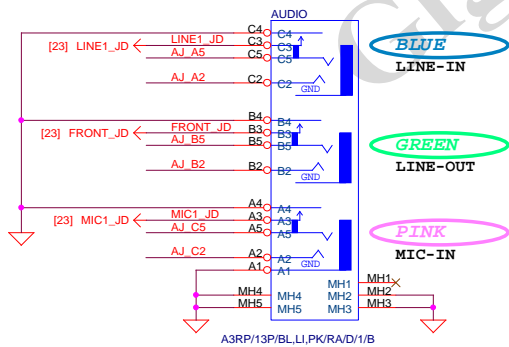 AUDIO
C4 C4
[23] LINE1_JD LINE1_JD C3 C3
AJ_A5 C5 C5
AJ_A2 C2 C2
GND
BLUE
LINE-IN
B4 B4
[23] FRONT_JD FRONT_JD B3 B3
AJ_B5 B5 B5
AJ_B2 B2 B2
GND
GREEN
LINE-OUT
A4 A4
[23] MIC1_JD MIC1_JD A3 A3
AJ_C5 A5 A5
AJ_C2 A2 A2
GND
A1 A1
PINK
MIC-IN
MH1 MH1
MH4 MH4 MH2 MH2
MH5 MH5 MH3 MH3
A3RP/13P/BL,LI,PK/RA/D/1/B